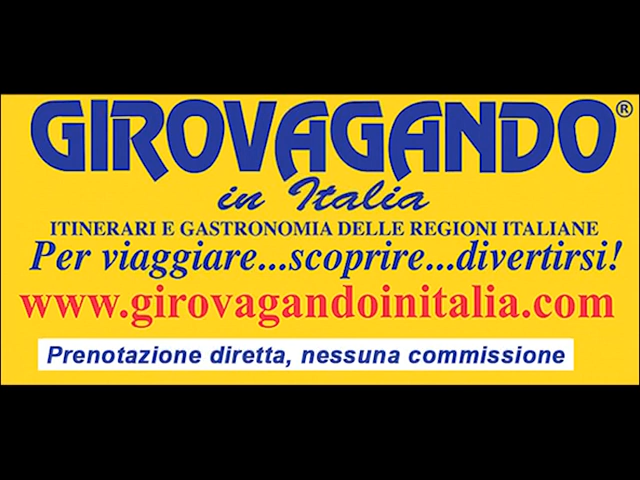 GIROVAGANDO®
in Italia
ITINERARI E GASTRONOMIA DELLE REGIONI ITALIANE
Per viaggiare...scoprire...divertirsi!
www.girovagandoinitalia.com
Prenotazione diretta, nessuna commissione